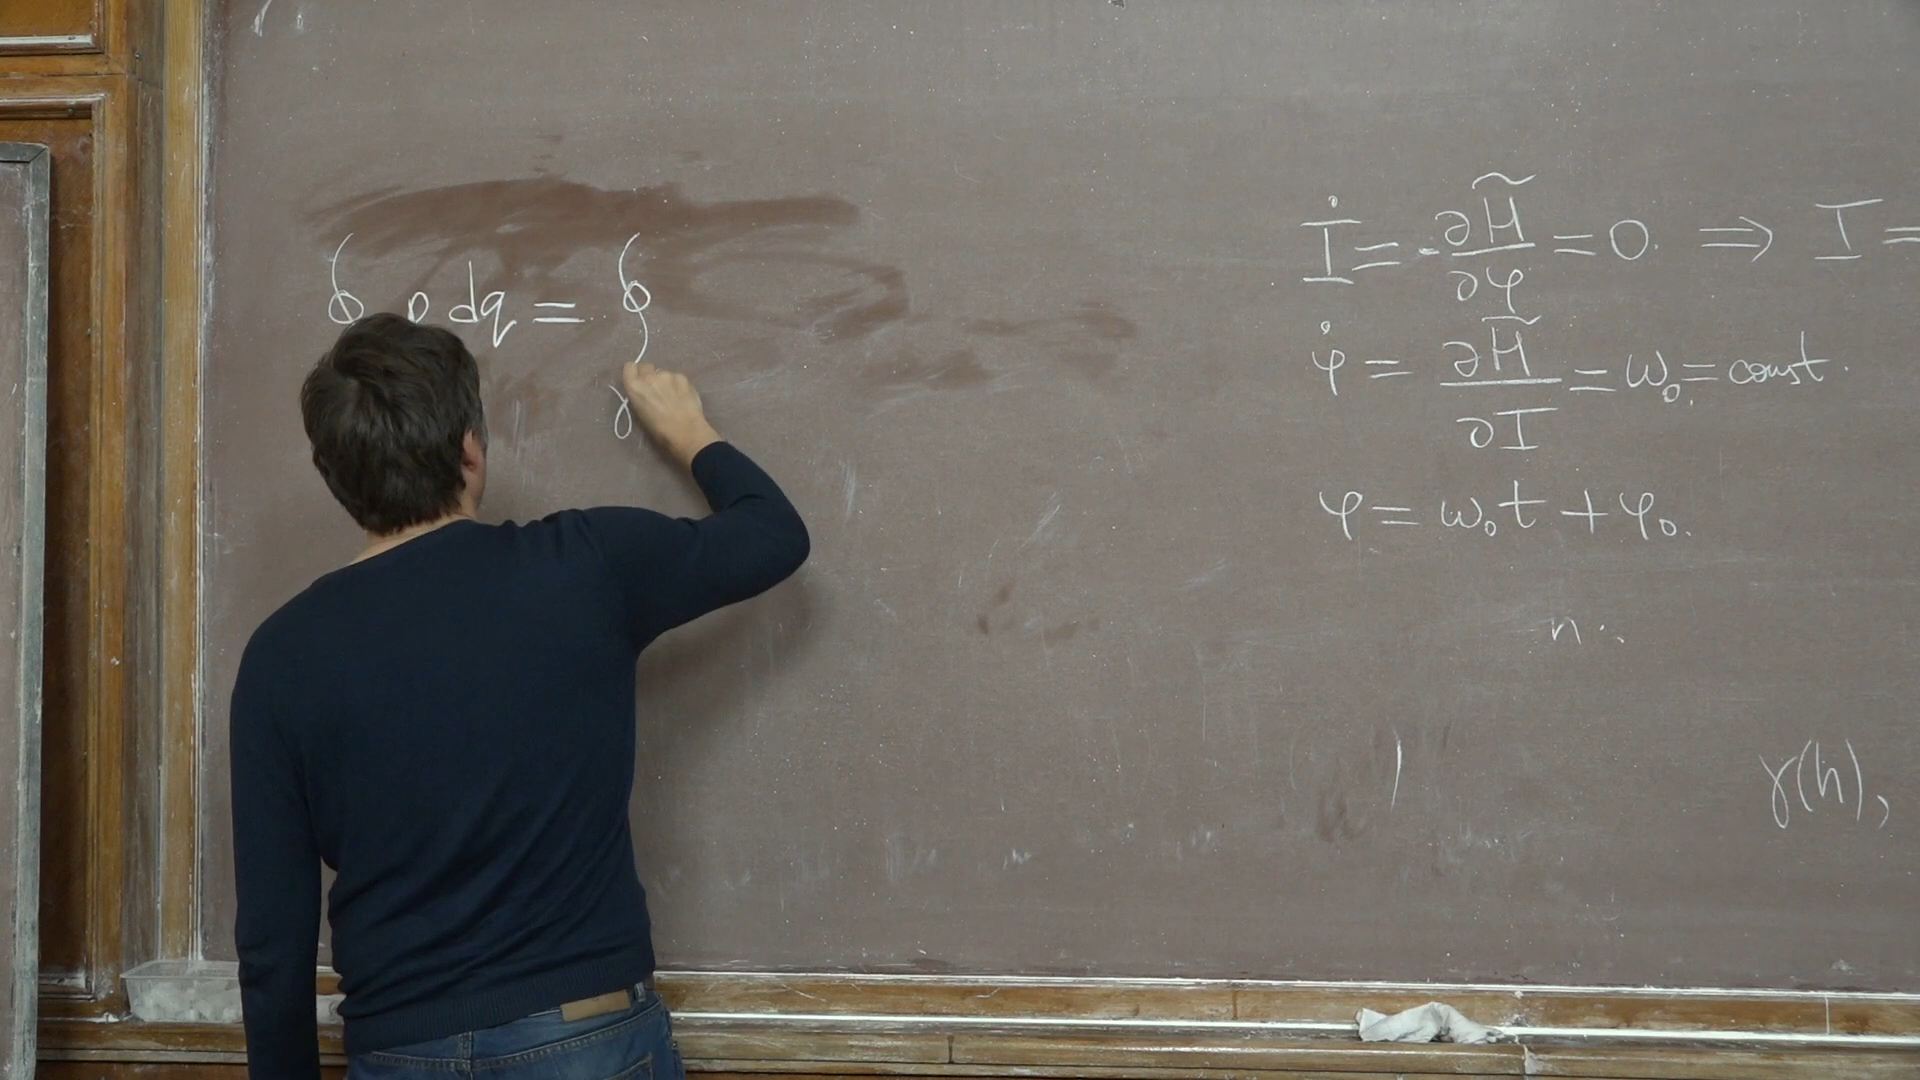 ∮ p dq = ∮
γ
İ = - ∂H̃/∂φ = 0. ⇒ I =
φ̇ = ∂H̃/∂I = ω₀ = const.
φ = ω₀t + φ₀.
n
γ(h),